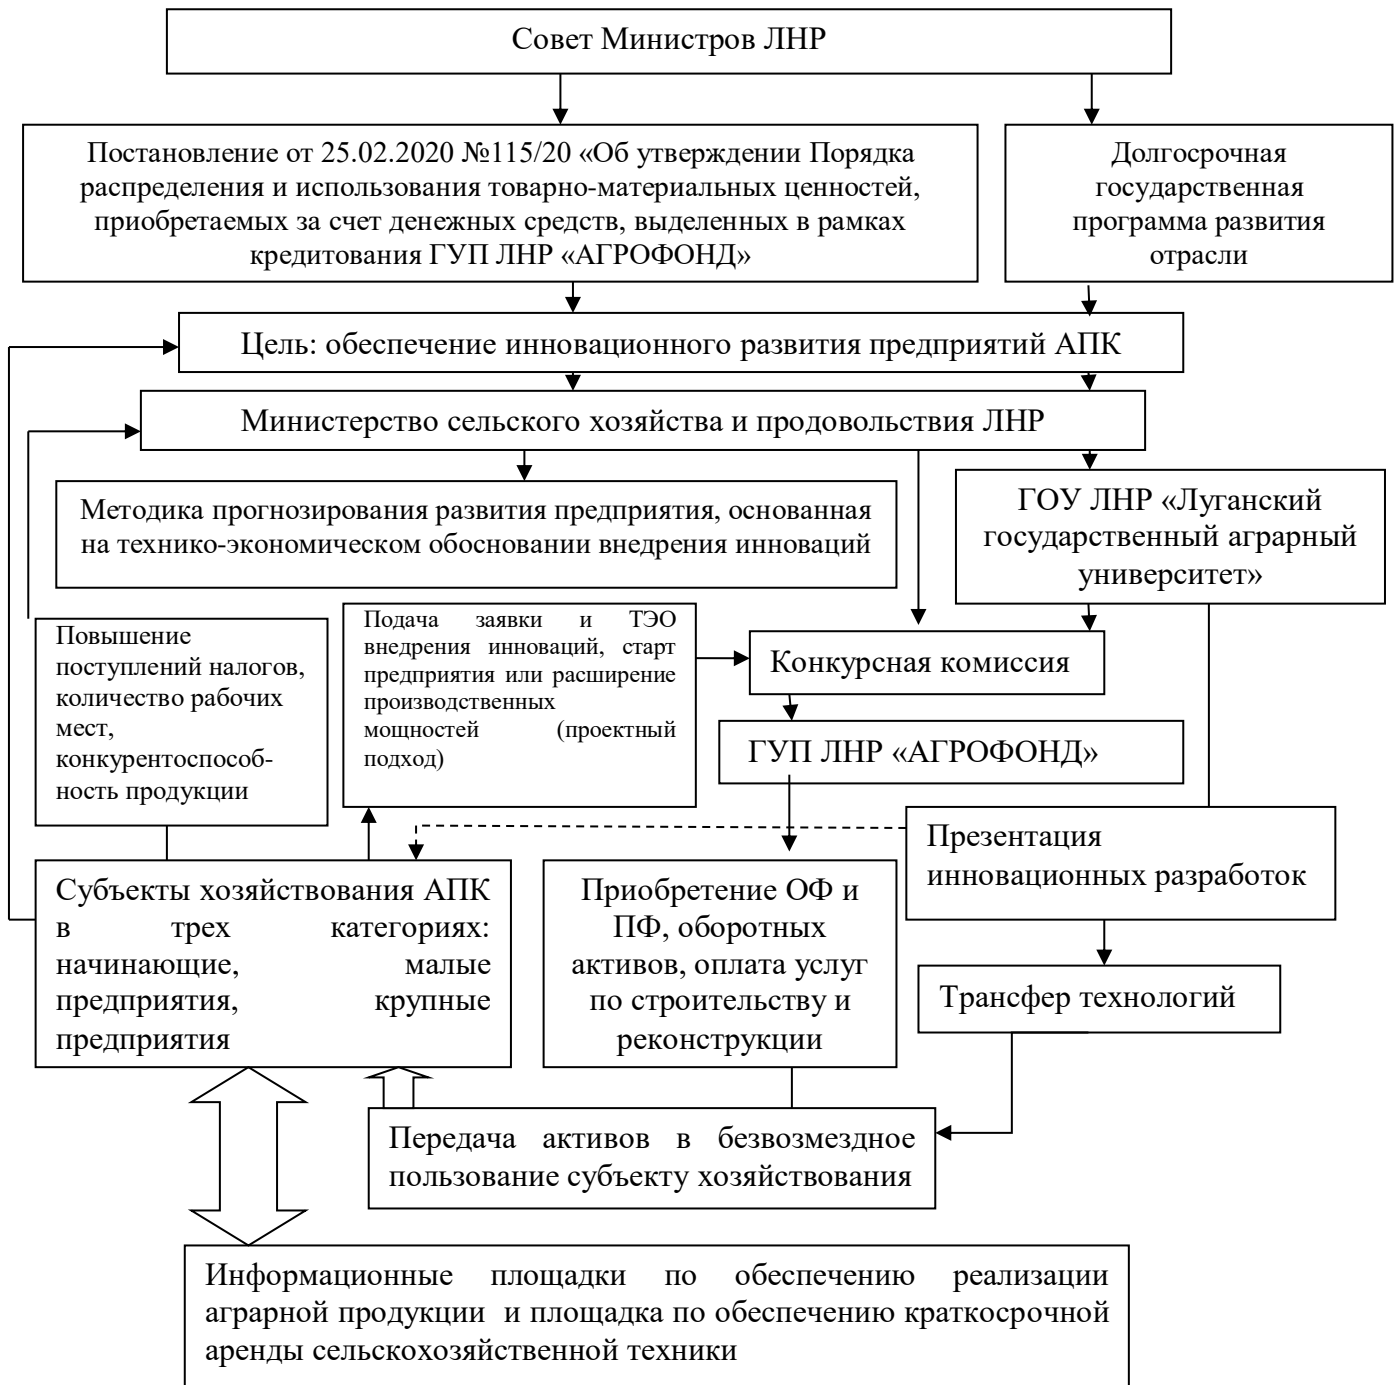 Совет Министров ЛНР
Постановление от 25.02.2020 №115/20 «Об утверждении Порядка
распределения и использования товарно-материальных ценностей,
приобретаемых за счет денежных средств, выделенных в рамках
кредитования ГУП ЛНР «АГРОФОНД»
Долгосрочная
государственная
программа развития
отрасли
Цель: обеспечение инновационного развития предприятий АПК
Министерство сельского хозяйства и продовольствия ЛНР
Методика прогнозирования развития предприятия, основанная
на технико-экономическом обосновании внедрения инноваций
ГОУ ЛНР «Луганский
государственный аграрный
университет»
Повышение
поступлений налогов,
количество рабочих
мест,
конкурентоспособ-
ность продукции
Подача заявки и ТЭО
внедрения инноваций, старт
предприятия или расширение
производственных
мощностей (проектный
подход)
Конкурсная комиссия
ГУП ЛНР «АГРОФОНД»
Презентация
инновационных разработок
Субъекты хозяйствования АПК
в трех категориях:
начинающие, малые
предприятия, крупные
предприятия
Приобретение ОФ и
ПФ, оборотных
активов, оплата услуг
по строительству и
реконструкции
Трансфер технологий
Передача активов в безвозмездное
пользование субъекту хозяйствования
Информационные площадки по обеспечению реализации
аграрной продукции и площадка по обеспечению краткосрочной
аренды сельскохозяйственной техники